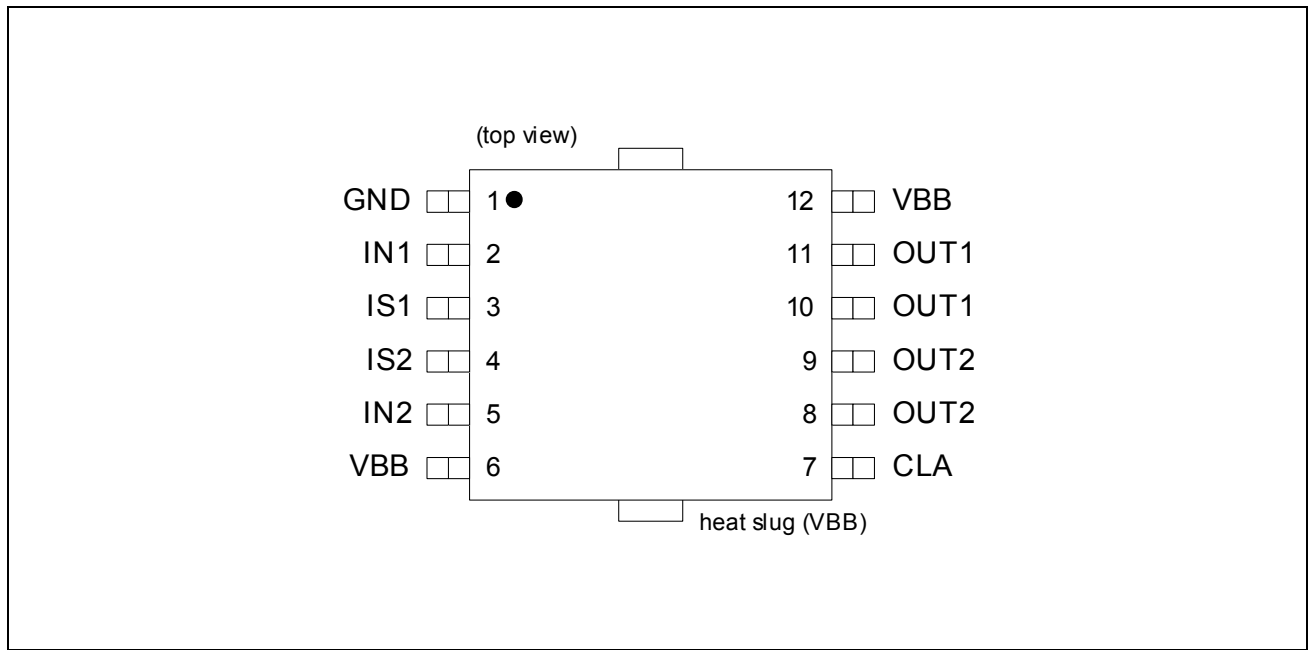 (top view)
GND 1 12 VBB
IN1 2 11 OUT1
IS1 3 10 OUT1
IS2 4 9 OUT2
IN2 5 8 OUT2
VBB 6 7 CLA
heat slug (VBB)